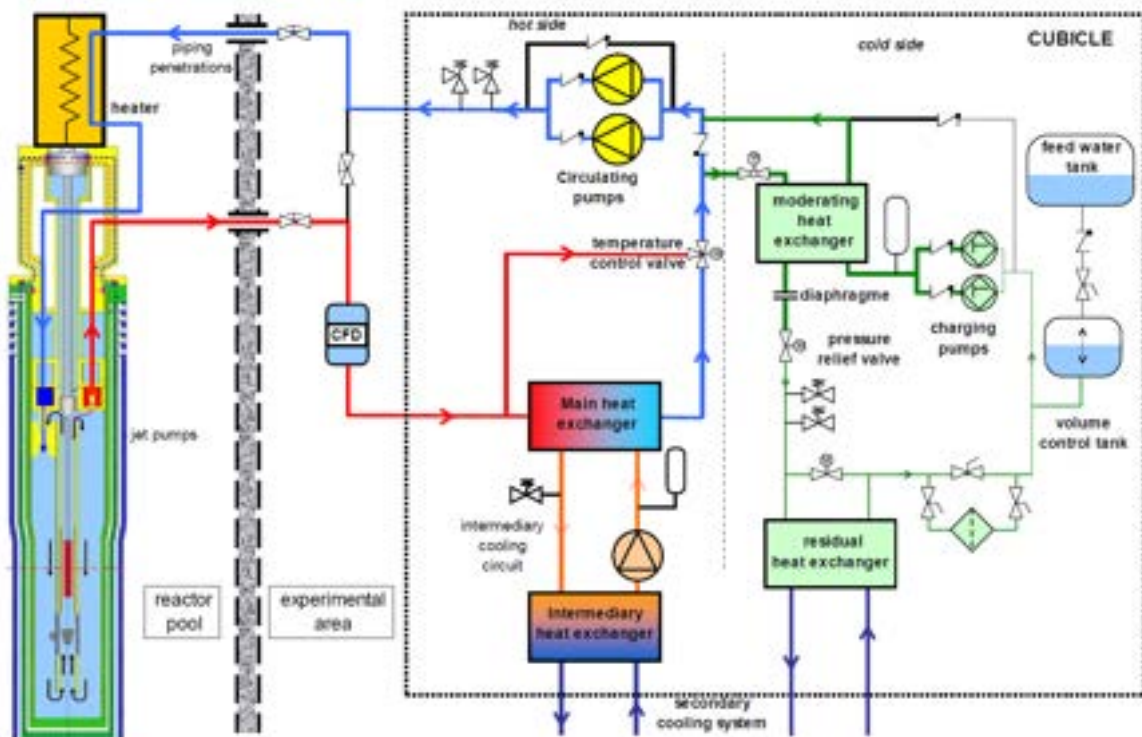 hot side
cold side
CUBICLE
piping
penetrations
heater
feed water
tank
Circulating
pumps
moderating
heat
exchanger
temperature
control valve
diaphragme
CFD
pressure
relief valve
charging
pumps
Main heat
exchanger
volume
control tank
jet pumps
intermediary
cooling
circuit
residual
heat exchanger
reactor
pool
experimental
area
Intermediary
heat exchanger
secondary
cooling system